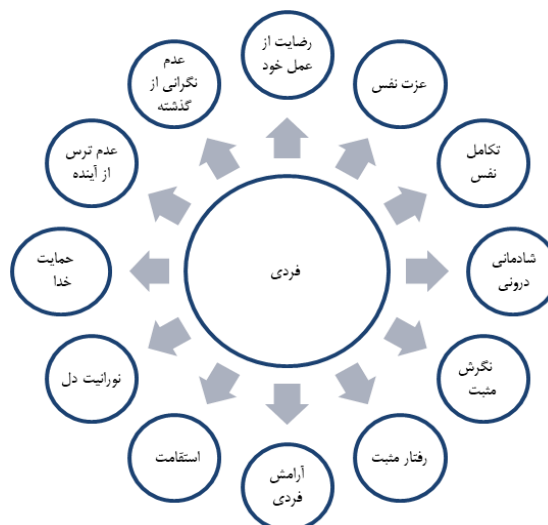 رضایت از
عمل خود
عزت نفس
تکامل
نفس
شادمانی
درونی
نگرش
مثبت
رفتار مثبت
آرامش
فردی
استقامت
نورانیت دل
حمایت
خدا
عدم ترس
از آینده
عدم
نگرانی از
گذشته
فردی